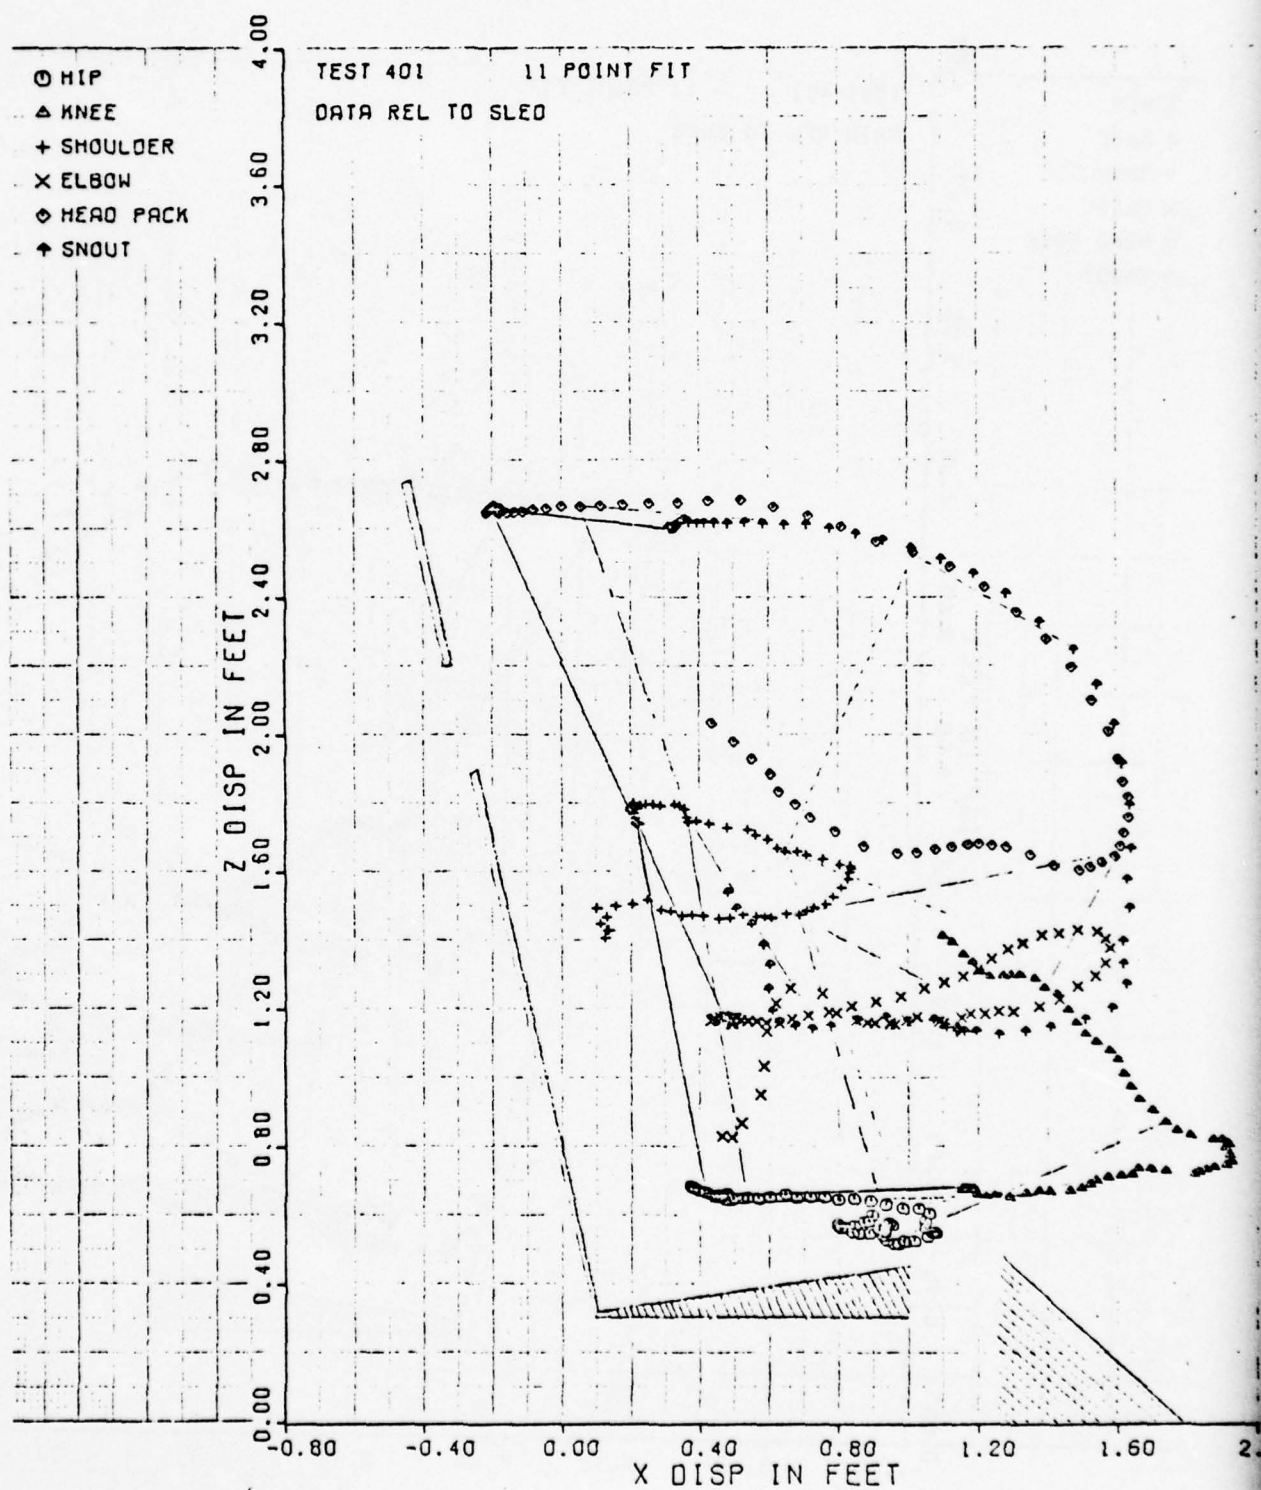 HIP
KNEE
SHOULDER
ELBOW
HEAD PACK
SNOUT
TEST 401 11 POINT FIT
DATA REL TO SLED
4.00
3.60
3.20
2.80
2.40
2.00
1.60
1.20
0.80
0.40
0.00
Z DISP IN FEET
-0.80 -0.40 0.00 0.40 0.80 1.20 1.60 2.
X DISP IN FEET